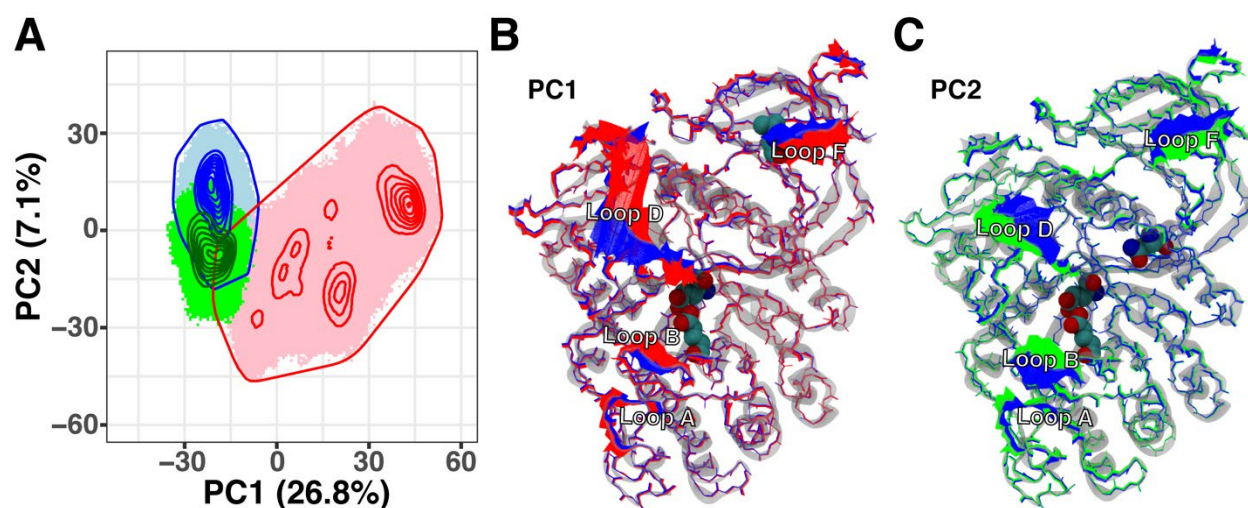 A
PC2 (7.1%)
30
0
−30
−60
−30
0
30
60
PC1 (26.8%)
B
PC1
Loop F
Loop D
Loop B
Loop A
C
PC2
Loop F
Loop D
Loop B
Loop A